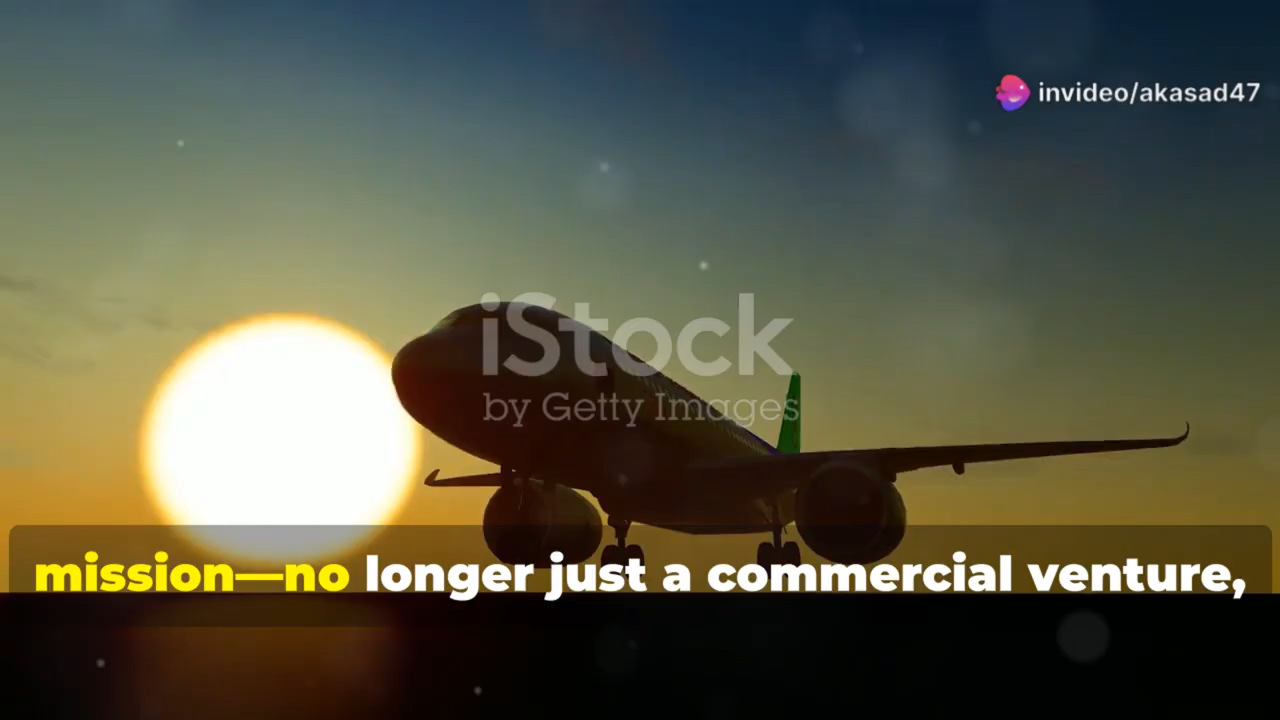 invideo/akasad47
iStock
by Getty Images
mission—no longer just a commercial venture,